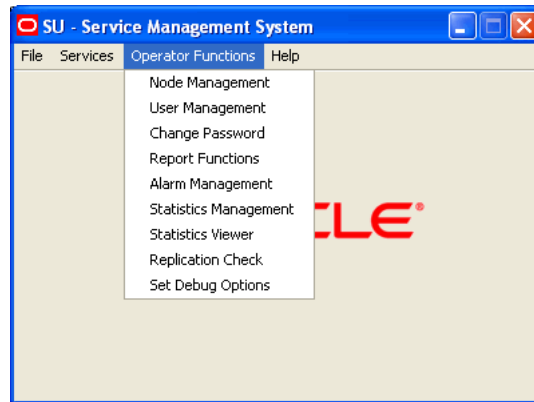 SU - Service Management System
File Services Operator Functions Help
Node Management
User Management
Change Password
Report Functions
Alarm Management
Statistics Management
Statistics Viewer
Replication Check
Set Debug Options
LE®